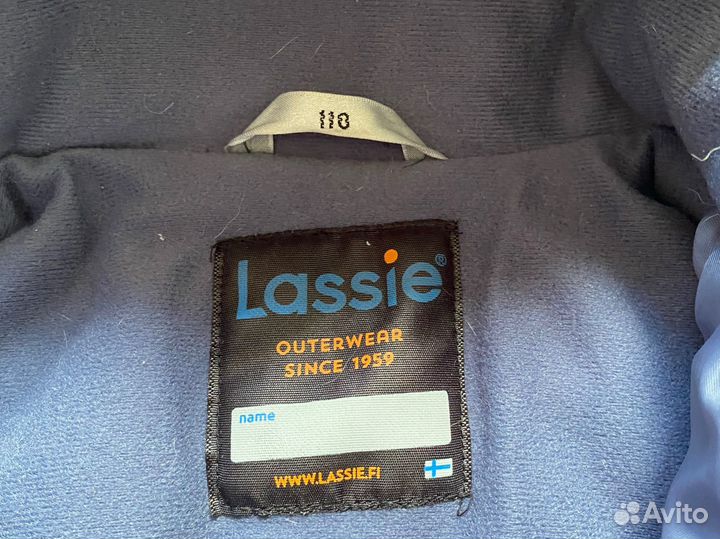 110
Lassie®
OUTERWEAR
SINCE 1959
name
WWW.LASSIE.FI
Avito